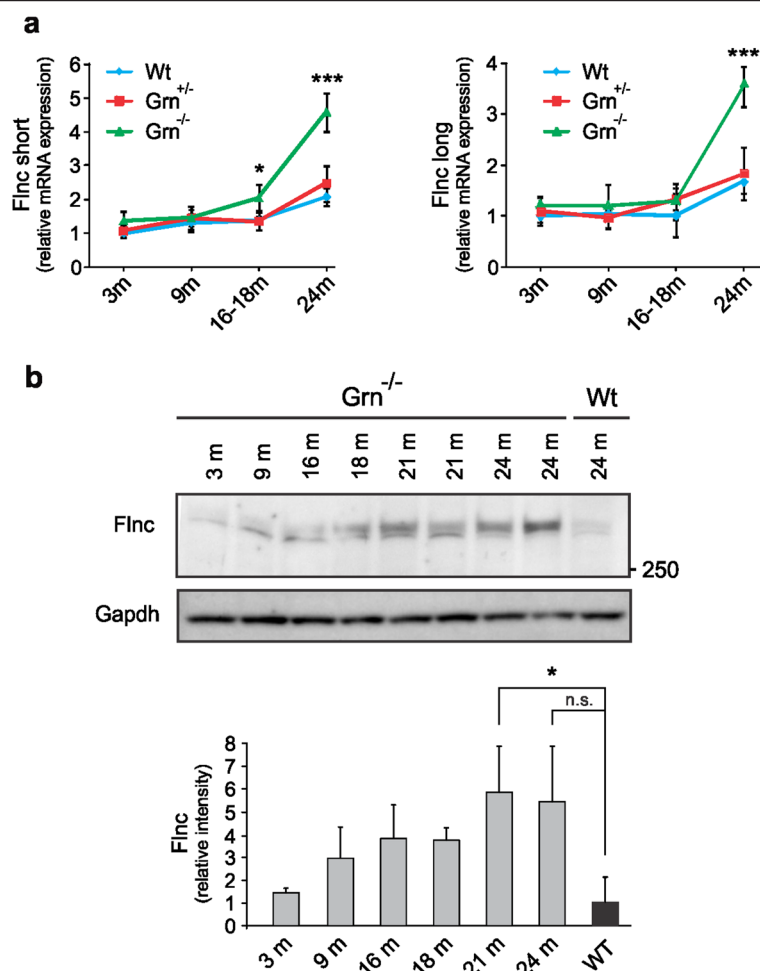 a
Flnc short
(relative mRNA expression)
6
5
4
3
2
1
0
Wt
Grn+/-
Grn-/-
*
***
3m
9m
16-18m
24m
Flnc long
(relative mRNA expression)
4
3
2
1
0
Wt
Grn+/-
Grn-/-
***
3m
9m
16-18m
24m
b
Grn-/-
Wt
3 m
9 m
16 m
18 m
21 m
21 m
24 m
24 m
24 m
Flnc
250
Gapdh
*
n.s.
Flnc
(relative intensity)
8
7
6
5
4
3
2
1
0
3 m
9 m
16 m
18 m
21 m
24 m
WT